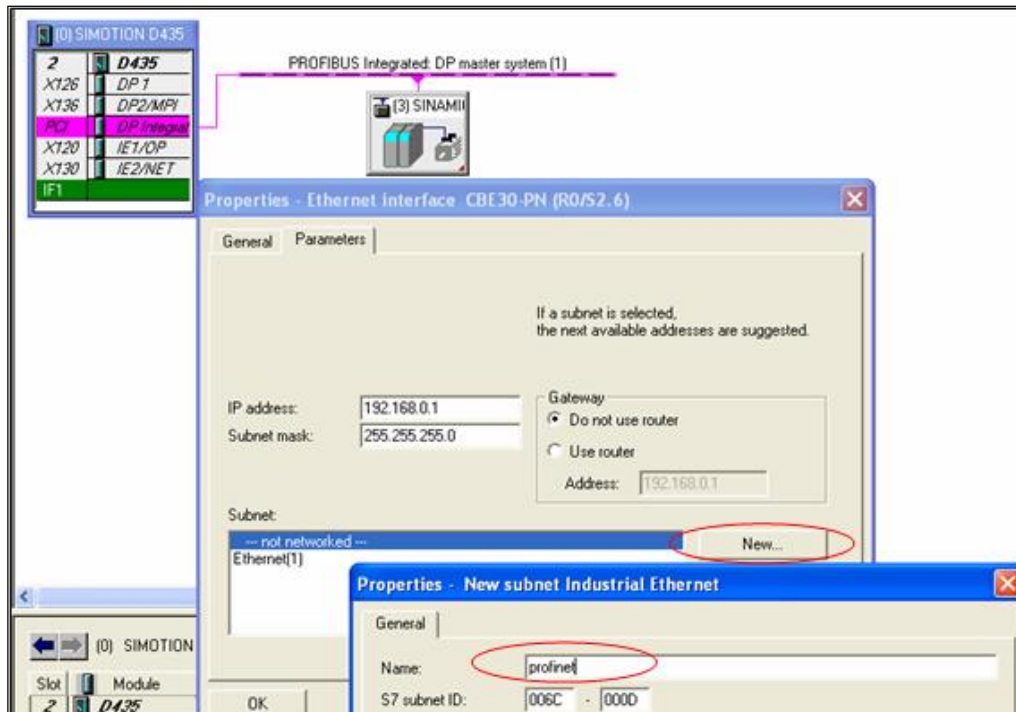 (0) SIMOTION D435
2 D435
X126 DP1
X136 DP2/MPI
PCI DP Integrat
X120 IE1/OP
X130 IE2/NET
IF1
PROFIBUS Integrated: DP master system (1)
(3) SINAMI
Properties - Ethernet interface CBE30-PN (R0/S2.6)
General Parameters
If a subnet is selected,
the next available addresses are suggested.
IP address: 192.168.0.1
Subnet mask: 255.255.255.0
Gateway
Do not use router
Use router
Address: 192.168.0.1
Subnet:
--- not networked ---
Ethernet(1)
New...
Properties - New subnet Industrial Ethernet
General
Name: profinet
S7 subnet ID: 006C - 000D
OK
(0) SIMOTION
Slot Module
2 D435